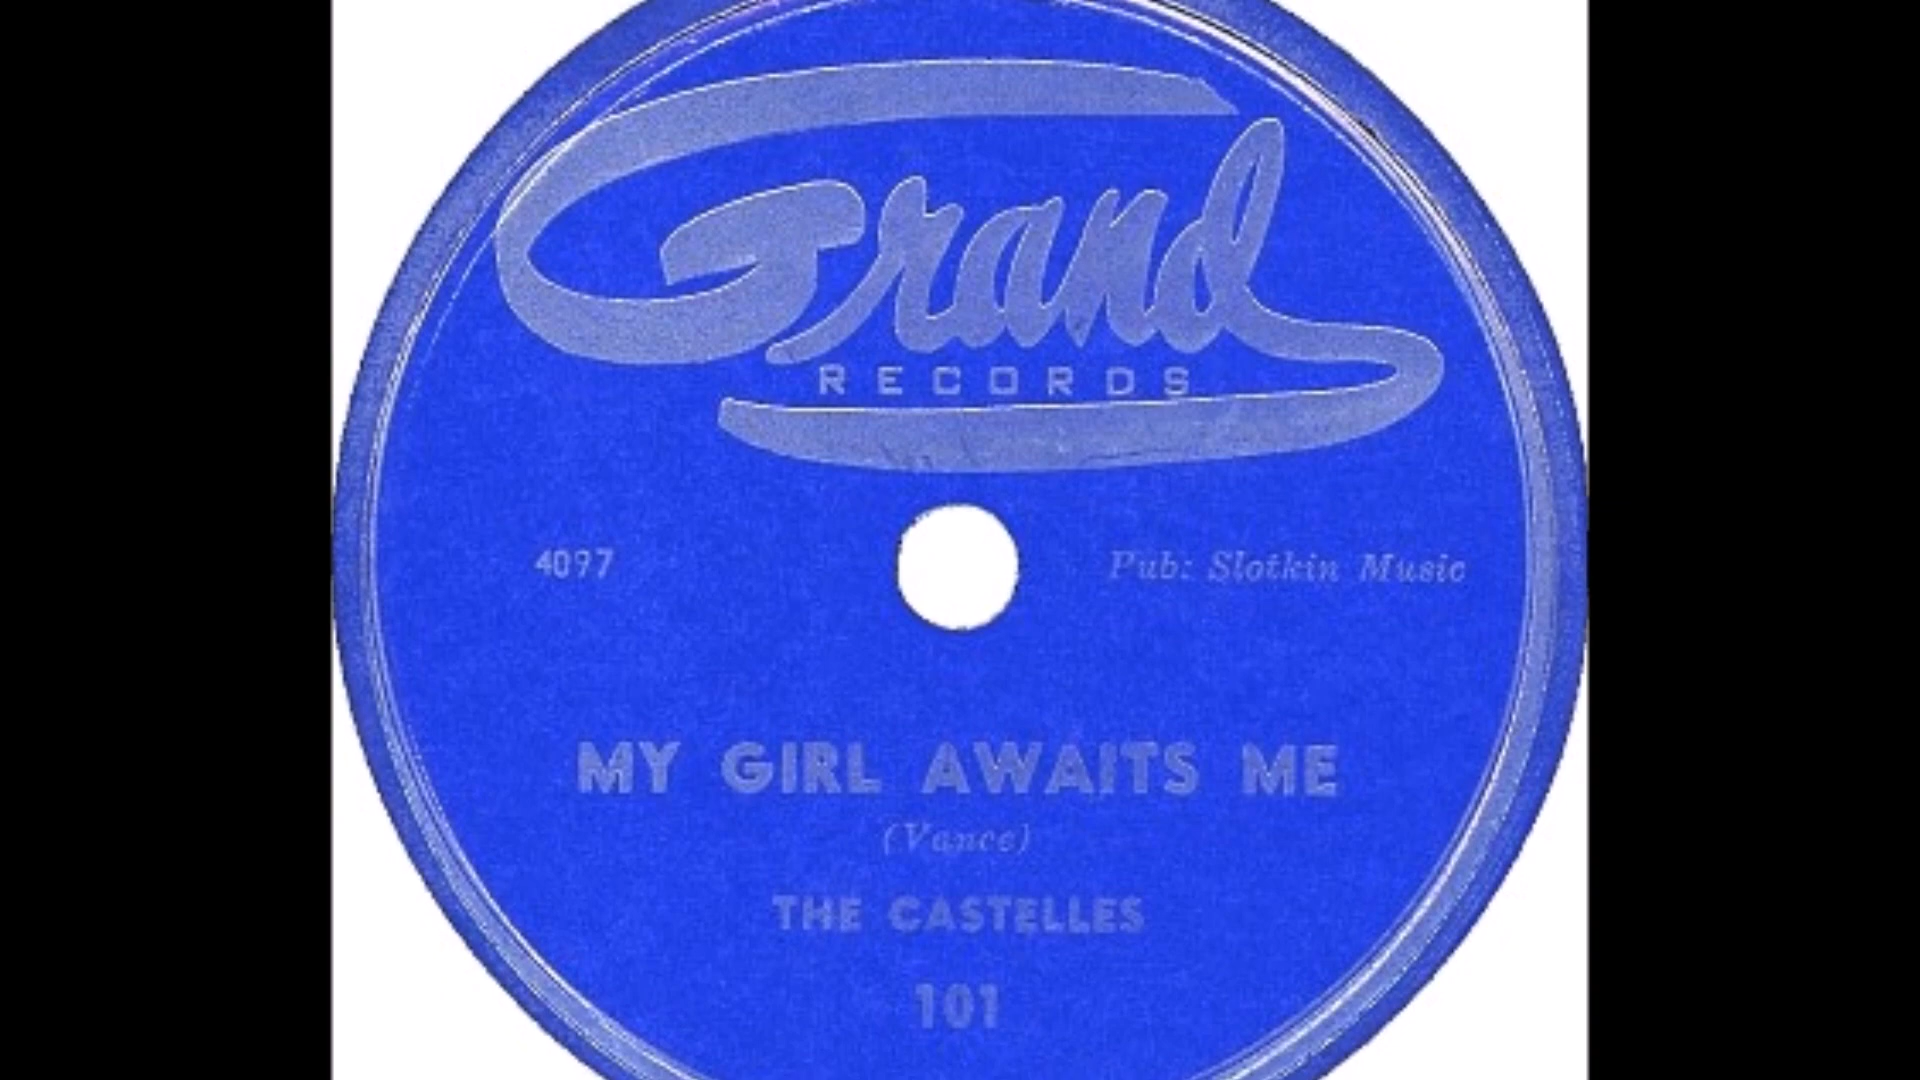 Grand
RECORDS
4097
Pub: Slotkin Music
MY GIRL AWAITS ME
(Vance)
THE CASTELLES
101